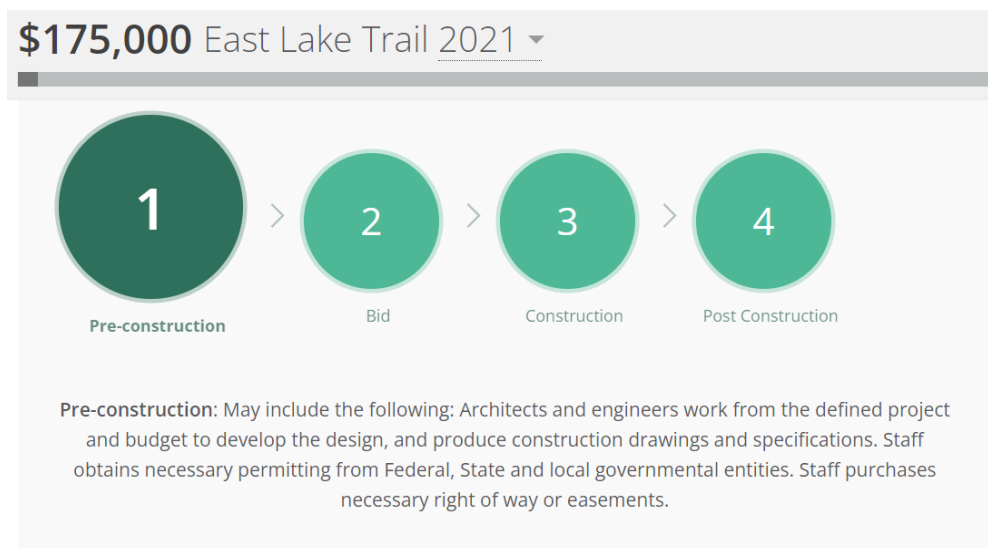 $175,000 East Lake Trail 2021
1
2
3
4
Pre-construction
Bid
Construction
Post Construction
Pre-construction: May include the following: Architects and engineers work from the defined project
and budget to develop the design, and produce construction drawings and specifications. Staff
obtains necessary permitting from Federal, State and local governmental entities. Staff purchases
necessary right of way or easements.